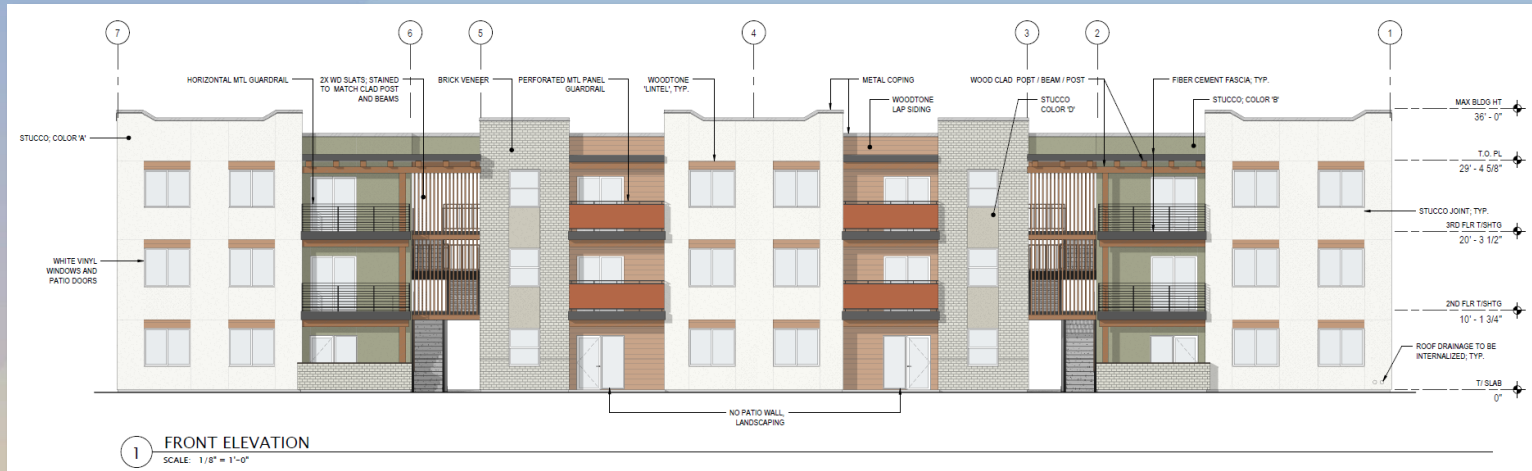 7
6
5
4
3
2
1
HORIZONTAL MTL GUARDRAIL
2X WD SLATS; STAINED
TO MATCH CLAD POST
AND BEAMS
BRICK VENEER
PERFORATED MTL PANEL
GUARDRAIL
WOODTONE
'LINTEL', TYP.
METAL COPING
WOODTONE
LAP SIDING
WOOD CLAD POST / BEAM / POST
STUCCO
COLOR 'D'
FIBER CEMENT FASCIA; TYP.
STUCCO; COLOR 'B'
MAX BLDG HT
36' - 0"
STUCCO; COLOR 'A'
T.O. PL
29' - 4 5/8"
STUCCO JOINT; TYP.
3RD FLR T/SHTG
20' - 3 1/2"
WHITE VINYL
WINDOWS AND
PATIO DOORS
2ND FLR T/SHTG
10' - 1 3/4"
ROOF DRAINAGE TO BE
INTERNALIZED; TYP.
T/ SLAB
0"
NO PATIO WALL,
LANDSCAPING
1
FRONT ELEVATION
SCALE: 1/8" = 1'-0"